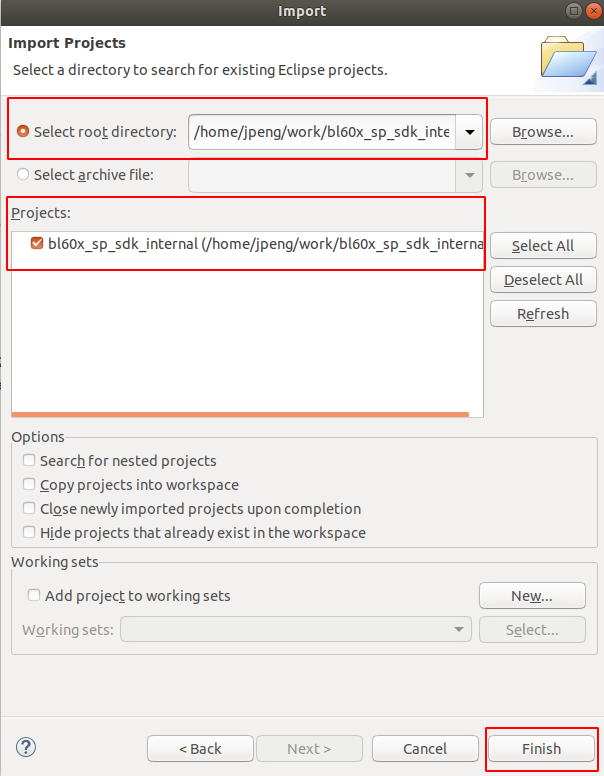 Import
Import Projects
Select a directory to search for existing Eclipse projects.
Select root directory: /home/jpeng/work/bl60x_sp_sdk_inte Browse...
Select archive file: Browse...
Projects:
bl60x_sp_sdk_internal (/home/jpeng/work/bl60x_sp_sdk_interna
Select All
Deselect All
Refresh
Options
Search for nested projects
Copy projects into workspace
Close newly imported projects upon completion
Hide projects that already exist in the workspace
Working sets
Add project to working sets New...
Working sets: Select...
? < Back Next > Cancel Finish